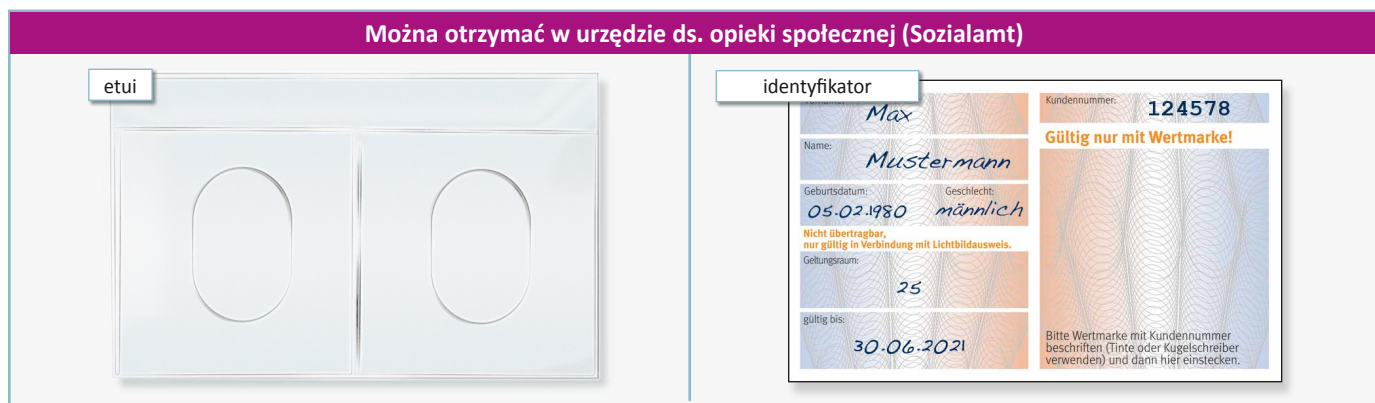 Można otrzymać w urzędzie ds. opieki społecznej (Sozialamt)
etui
identyfikator
Max
Name:
Mustermann
Geburtsdatum: Geschlecht:
05.02.1980 männlich
Nicht übertragbar,
nur gültig in Verbindung mit Lichtbildausweis.
Geltungsraum:
25
gültig bis:
30.06.2021
Kundennummer: 124578
Gültig nur mit Wertmarke!
Bitte Wertmarke mit Kundennummer
beschriften (Tinte oder Kugelschreiber
verwenden) und dann hier einstecken.